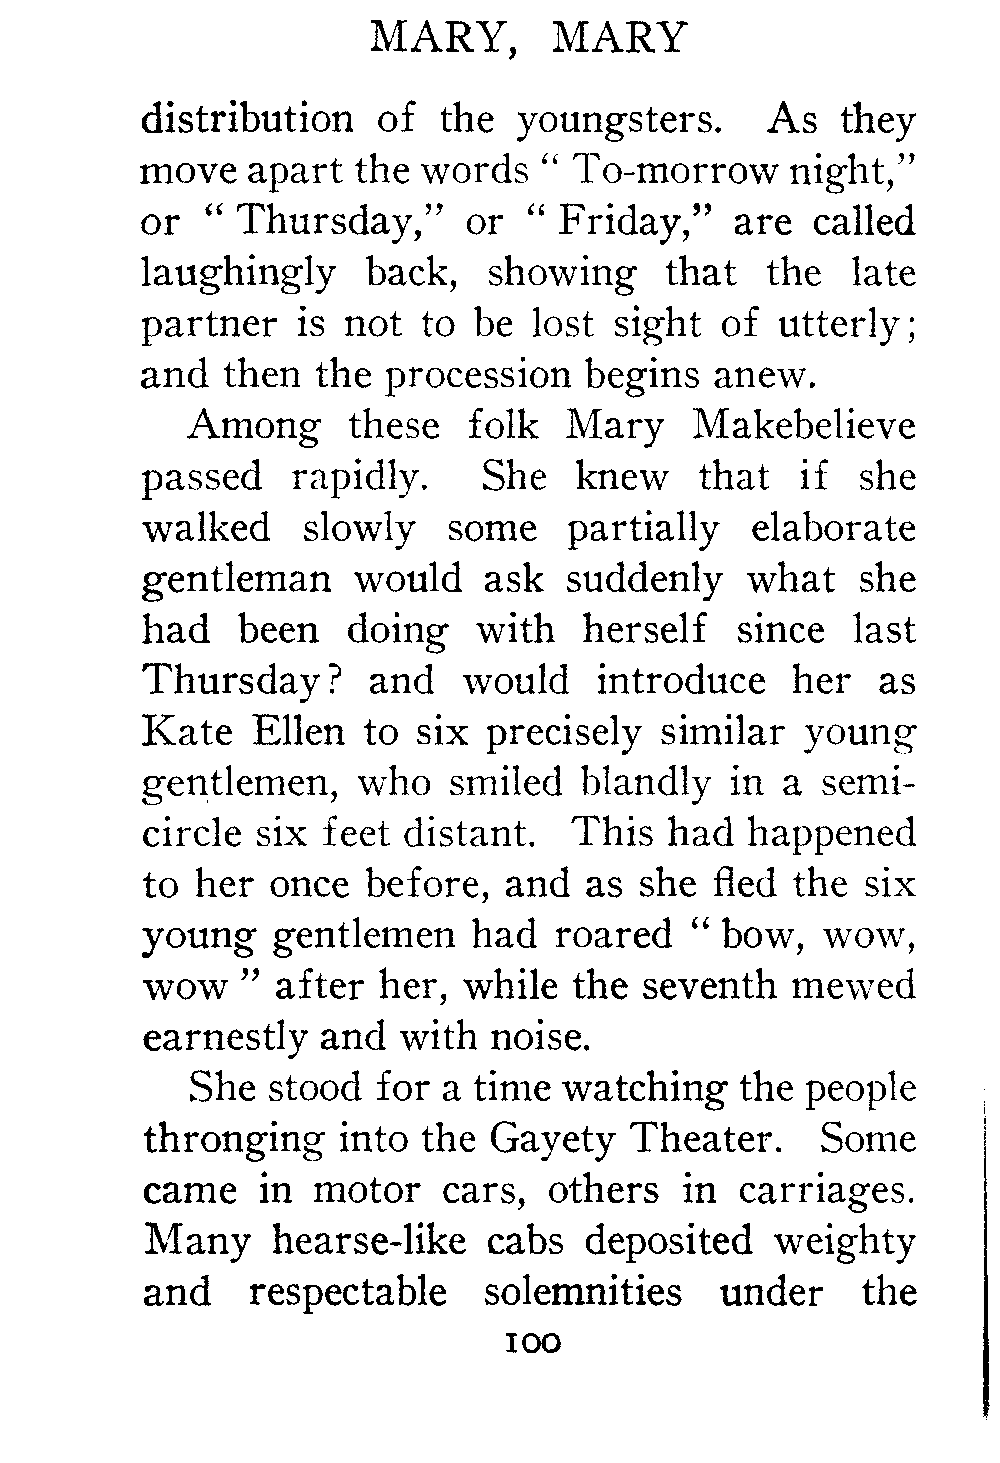 MARY, MARY
distribution of the youngsters. As they
move apart the words “ To-morrow night,”
or “ Thursday,” or “ Friday,” are called
laughingly back, showing that the late
partner is not to be lost sight of utterly;
and then the procession begins anew.
Among these folk Mary Makebelieve
passed rapidly. She knew that if she
walked slowly some partially elaborate
gentleman would ask suddenly what she
had been doing with herself since last
Thursday? and would introduce her as
Kate Ellen to six precisely similar young
gentlemen, who smiled blandly in a semi-
circle six feet distant. This had happened
to her once before, and as she fled the six
young gentlemen had roared “ bow, wow,
wow ” after her, while the seventh mewed
earnestly and with noise.
She stood for a time watching the people
thronging into the Gayety Theater. Some
came in motor cars, others in carriages.
Many hearse-like cabs deposited weighty
and respectable solemnities under the
100